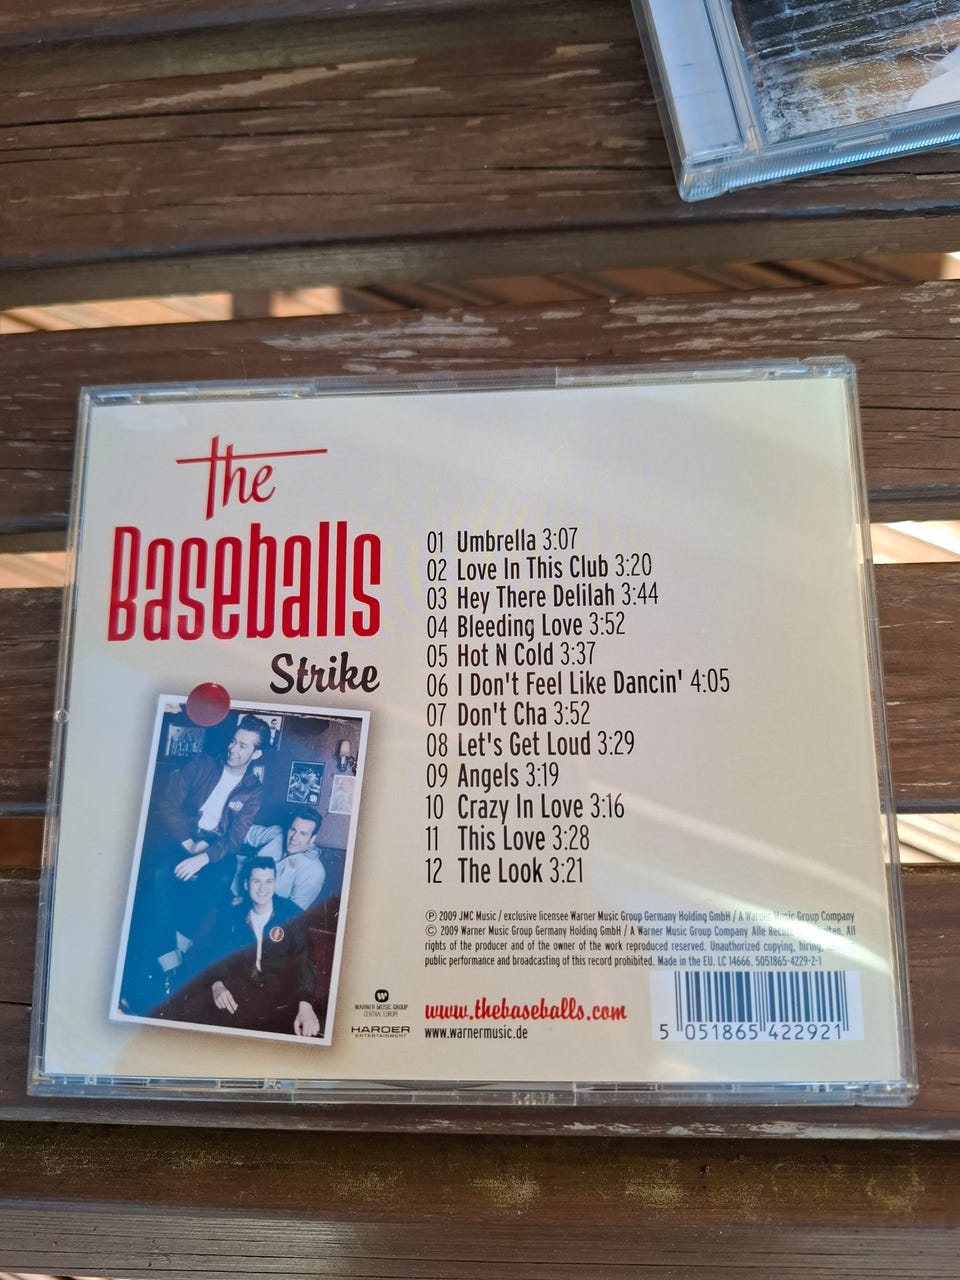 the
Baseballs
Strike
01 Umbrella 3:07
02 Love In This Club 3:20
03 Hey There Delilah 3:44
04 Bleeding Love 3:52
05 Hot N Cold 3:37
06 I Don't Feel Like Dancin' 4:05
07 Don't Cha 3:52
08 Let's Get Loud 3:29
09 Angels 3:19
10 Crazy In Love 3:16
11 This Love 3:28
12 The Look 3:21
℗ 2009 JMC Music / exclusive licensee Warner Music Group Germany Holding GmbH / A Warner Music Group Company
© 2009 Warner Music Group Germany Holding GmbH / A Warner Music Group Company Alle All
rights of the producer and of the owner of the work reproduced reserved. Unauthorized copying, hiring,
public performance and broadcasting of this record prohibited. Made in the EU. LC 14666. 5051865-4229-2-1
WARNER MUSIC GROUP
CENTRAL EUROPE
HARDER
ENTERTAINMENT
www.thebaseballs.com
www.warnermusic.de
5 051865 422921